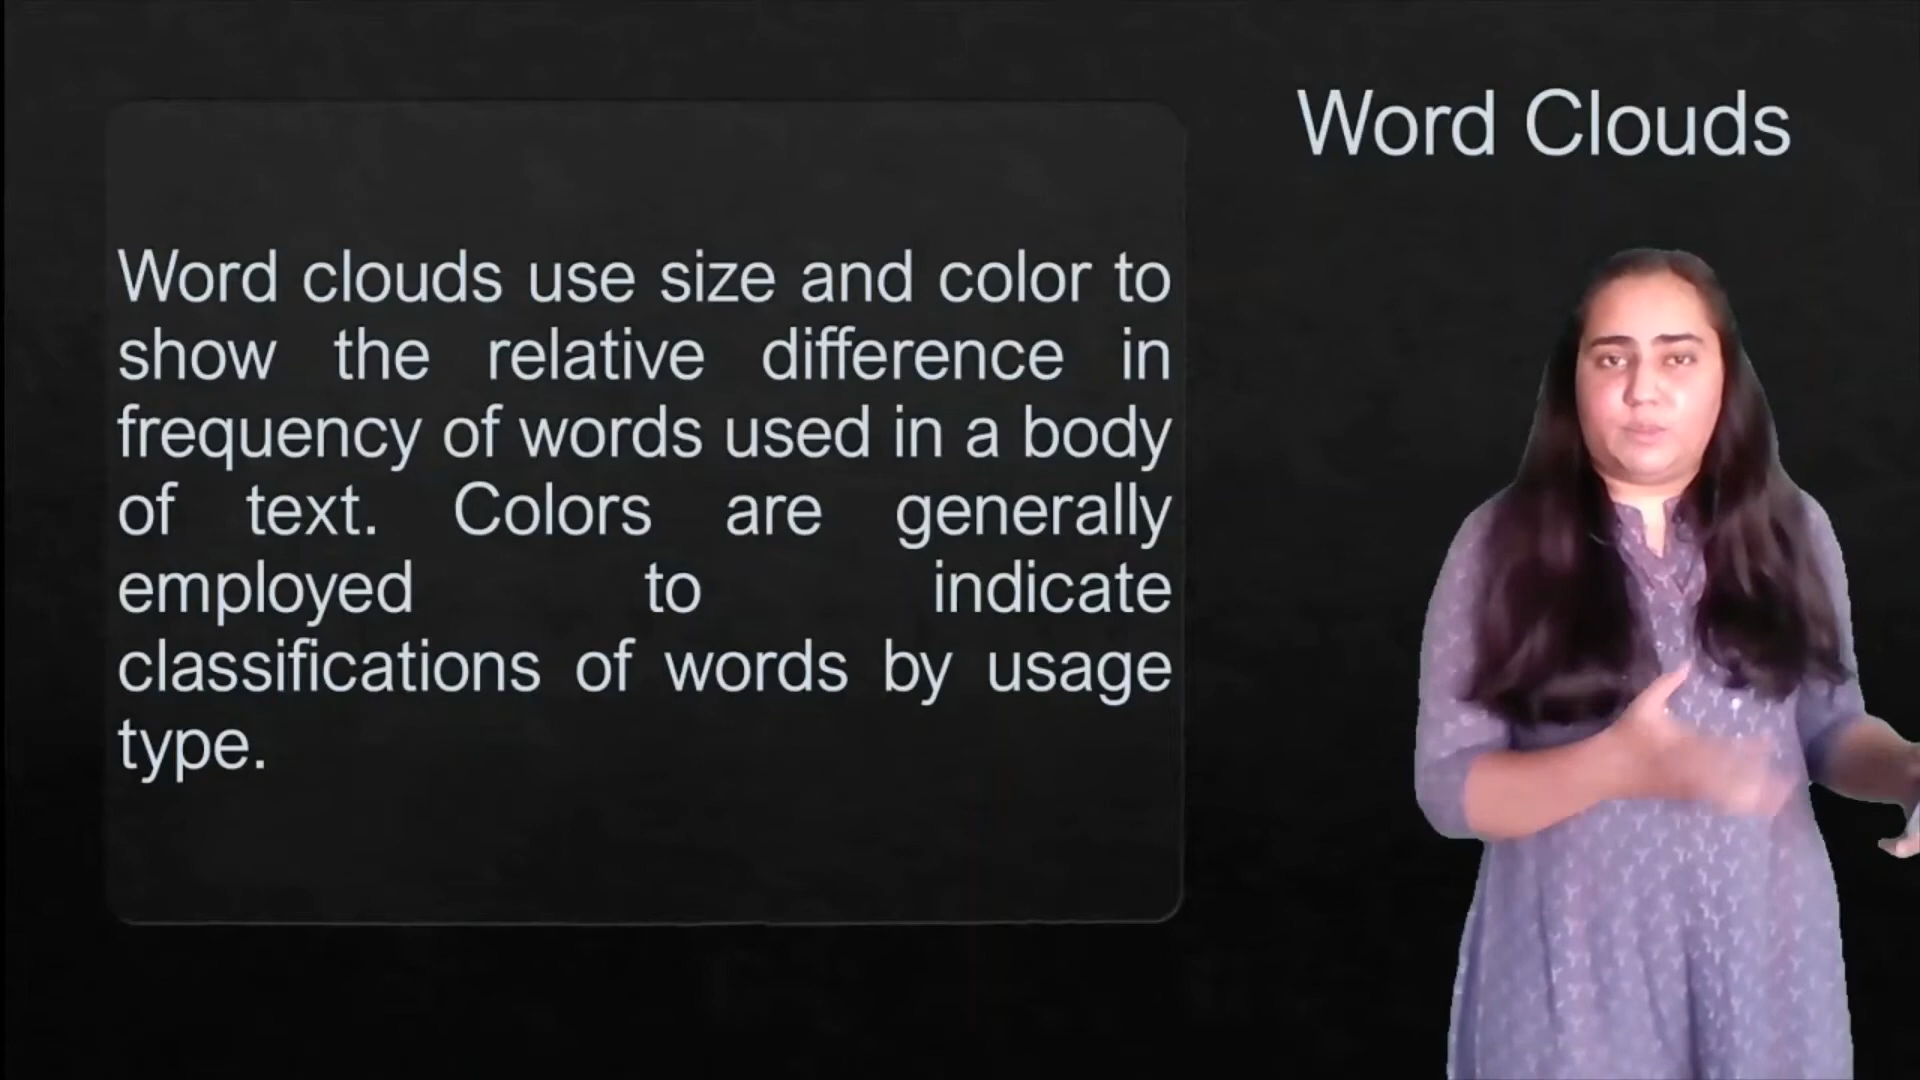 Word Clouds
Word clouds use size and color to
show the relative difference in
frequency of words used in a body
of text. Colors are generally
employed to indicate
classifications of words by usage
type.